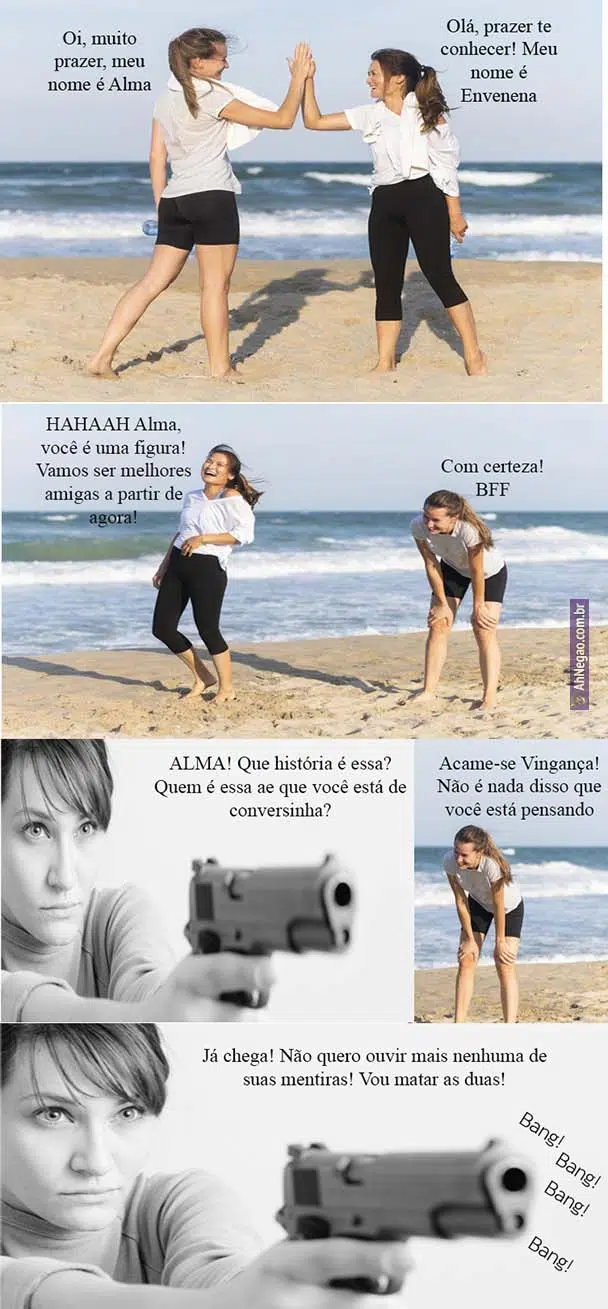 Oi, muito
prazer, meu
nome é Alma
Olá, prazer te
conhecer! Meu
nome é
Envenena
HAHAAH Alma,
você é uma figura!
Vamos ser melhores
amigas a partir de
agora!
Com certeza!
BFF
AhNegao.com.br
ALMA! Que história é essa?
Quem é essa ae que você está de
conversinha?
Acame-se Vingança!
Não é nada disso que
você está pensando
Já chega! Não quero ouvir mais nenhuma de
suas mentiras! Vou matar as duas!
Bang!
Bang!
Bang!
Bang!